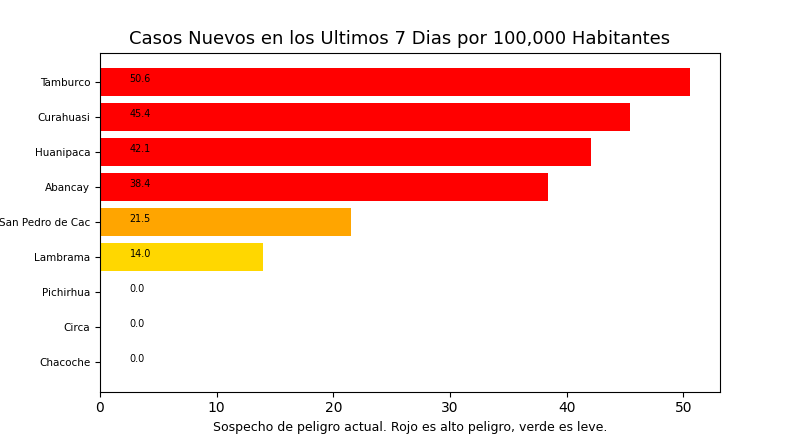 Casos Nuevos en los Ultimos 7 Dias por 100,000 Habitantes
Tamburco 50.6
Curahuasi 45.4
Huanipaca 42.1
Abancay 38.4
San Pedro de Cac 21.5
Lambrama 14.0
Pichirhua 0.0
Circa 0.0
Chacoche 0.0
0 10 20 30 40 50
Sospecho de peligro actual. Rojo es alto peligro, verde es leve.